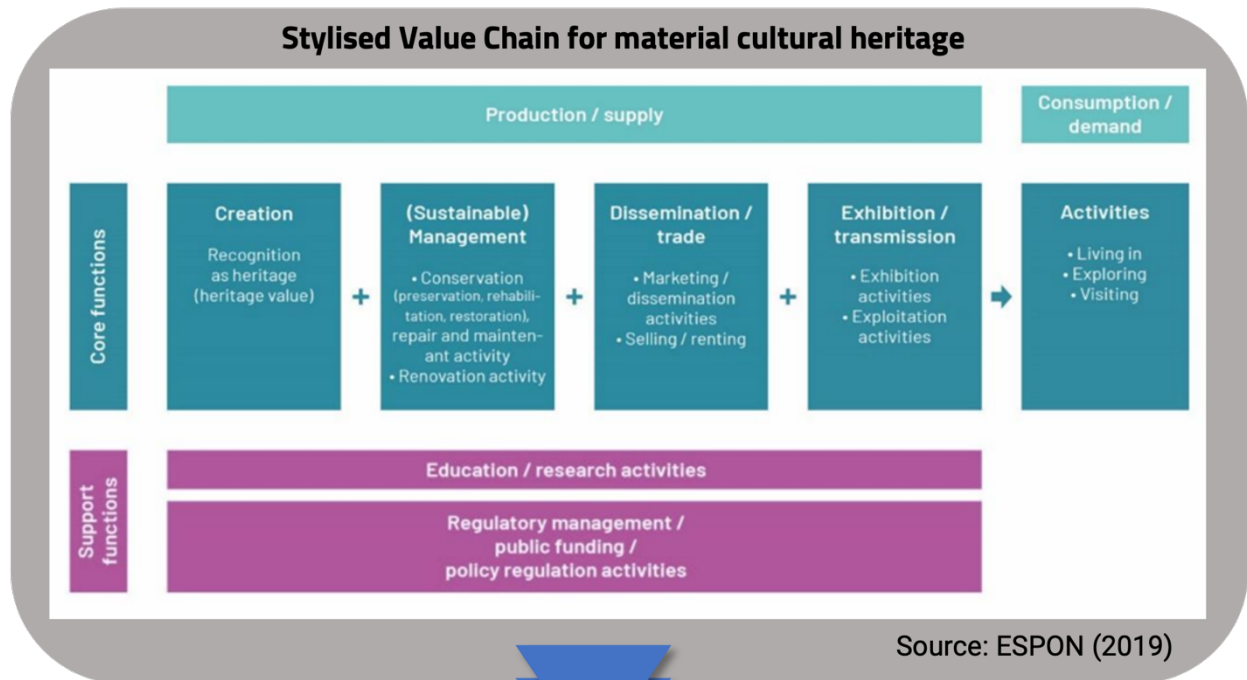 Stylised Value Chain for material cultural heritage
Production / supply
Consumption /
demand
Core functions
Creation
Recognition
as heritage
(heritage value)
+
(Sustainable)
Management
• Conservation
(preservation, rehabili-
tation, restoration),
repair and mainten-
ant activity
• Renovation activity
+
Dissemination /
trade
• Marketing /
dissemination
activities
• Selling / renting
+
Exhibition /
transmission
• Exhibition
activities
• Exploitation
activities
Activities
• Living in
• Exploring
• Visiting
Support
functions
Education / research activities
Regulatory management /
public funding /
policy regulation activities
Source: ESPON (2019)